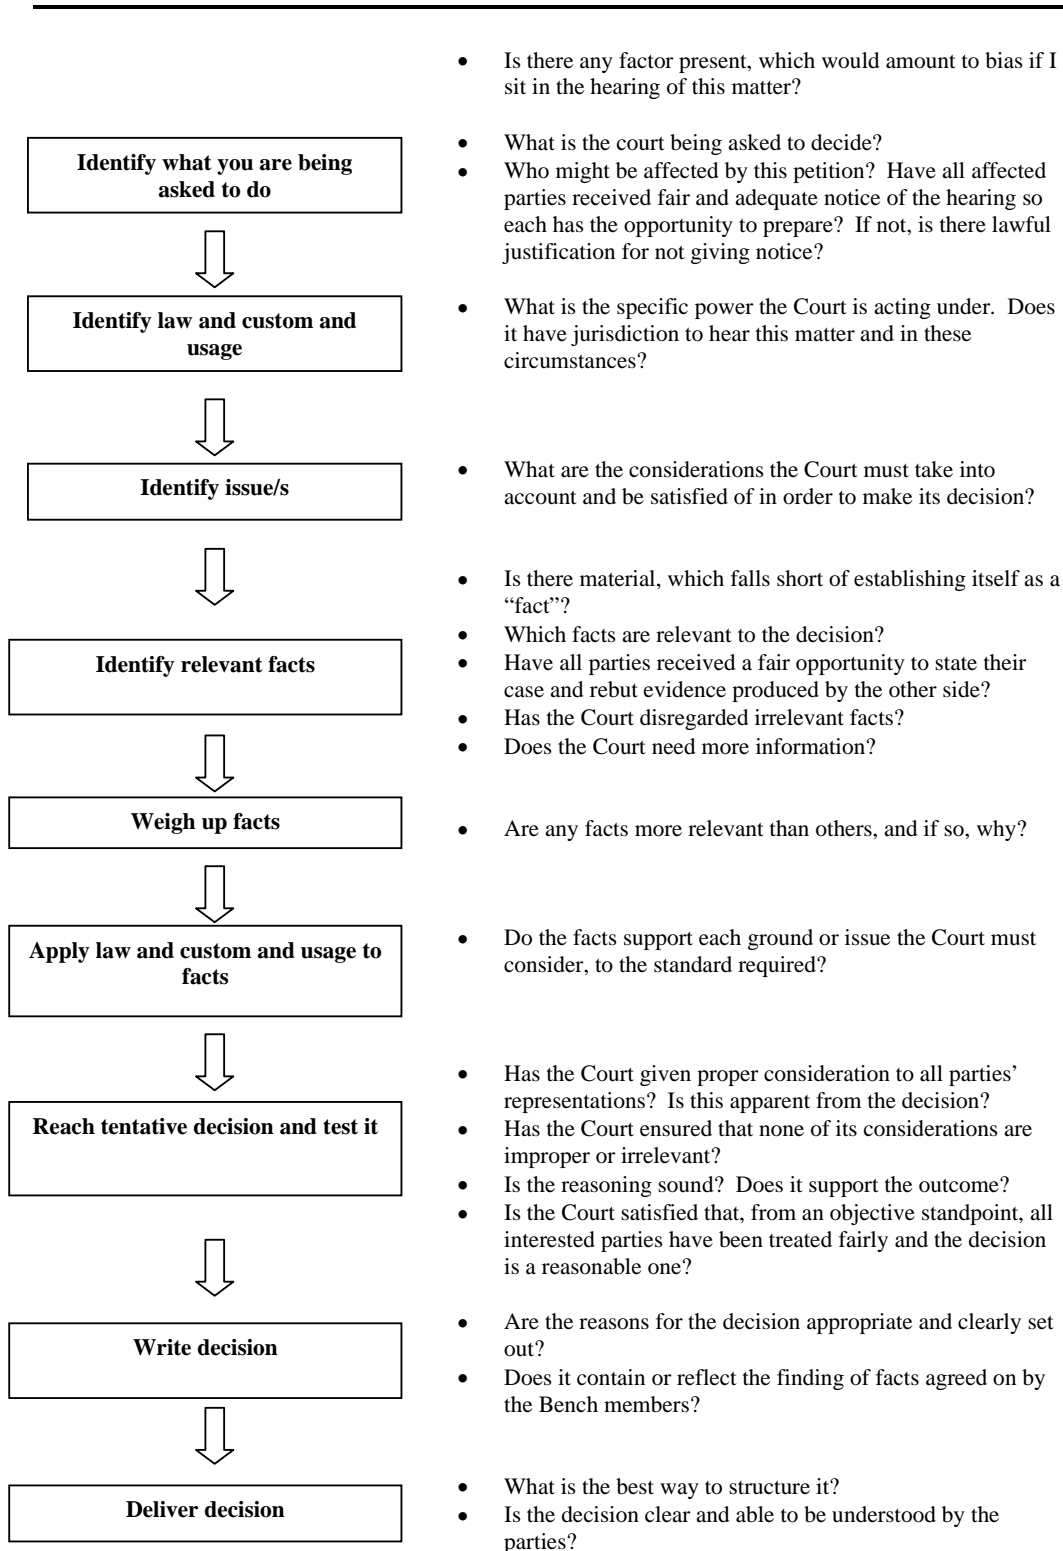 • Is there any factor present, which would amount to bias if I
sit in the hearing of this matter?
Identify what you are being
asked to do
• What is the court being asked to decide?
• Who might be affected by this petition? Have all affected
parties received fair and adequate notice of the hearing so
each has the opportunity to prepare? If not, is there lawful
justification for not giving notice?
Identify law and custom and
usage
• What is the specific power the Court is acting under. Does
it have jurisdiction to hear this matter and in these
circumstances?
Identify issue/s
• What are the considerations the Court must take into
account and be satisfied of in order to make its decision?
Identify relevant facts
• Is there material, which falls short of establishing itself as a
“fact”?
• Which facts are relevant to the decision?
• Have all parties received a fair opportunity to state their
case and rebut evidence produced by the other side?
• Has the Court disregarded irrelevant facts?
• Does the Court need more information?
Weigh up facts
• Are any facts more relevant than others, and if so, why?
Apply law and custom and usage to
facts
• Do the facts support each ground or issue the Court must
consider, to the standard required?
Reach tentative decision and test it
• Has the Court given proper consideration to all parties’
representations? Is this apparent from the decision?
• Has the Court ensured that none of its considerations are
improper or irrelevant?
• Is the reasoning sound? Does it support the outcome?
• Is the Court satisfied that, from an objective standpoint, all
interested parties have been treated fairly and the decision
is a reasonable one?
Write decision
• Are the reasons for the decision appropriate and clearly set
out?
• Does it contain or reflect the finding of facts agreed on by
the Bench members?
Deliver decision
• What is the best way to structure it?
• Is the decision clear and able to be understood by the
parties?